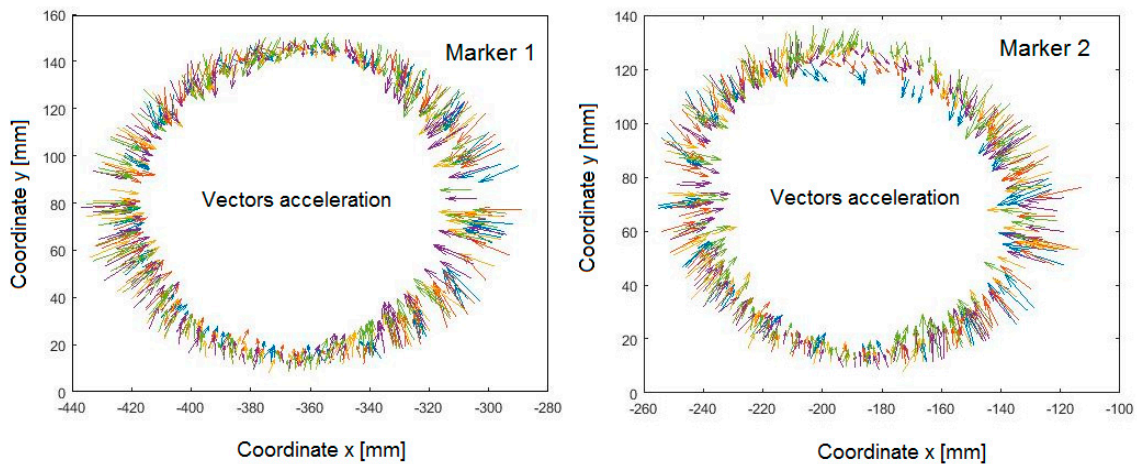 160
140
120
100
80
60
40
20
0
Marker 1
Vectors acceleration
Coordinate y [mm]
-440 -420 -400 -380 -360 -340 -320 -300 -280
Coordinate x [mm]
140
120
100
80
60
40
20
0
Marker 2
Vectors acceleration
Coordinate y [mm]
-260 -240 -220 -200 -180 -160 -140 -120 -100
Coordinate x [mm]